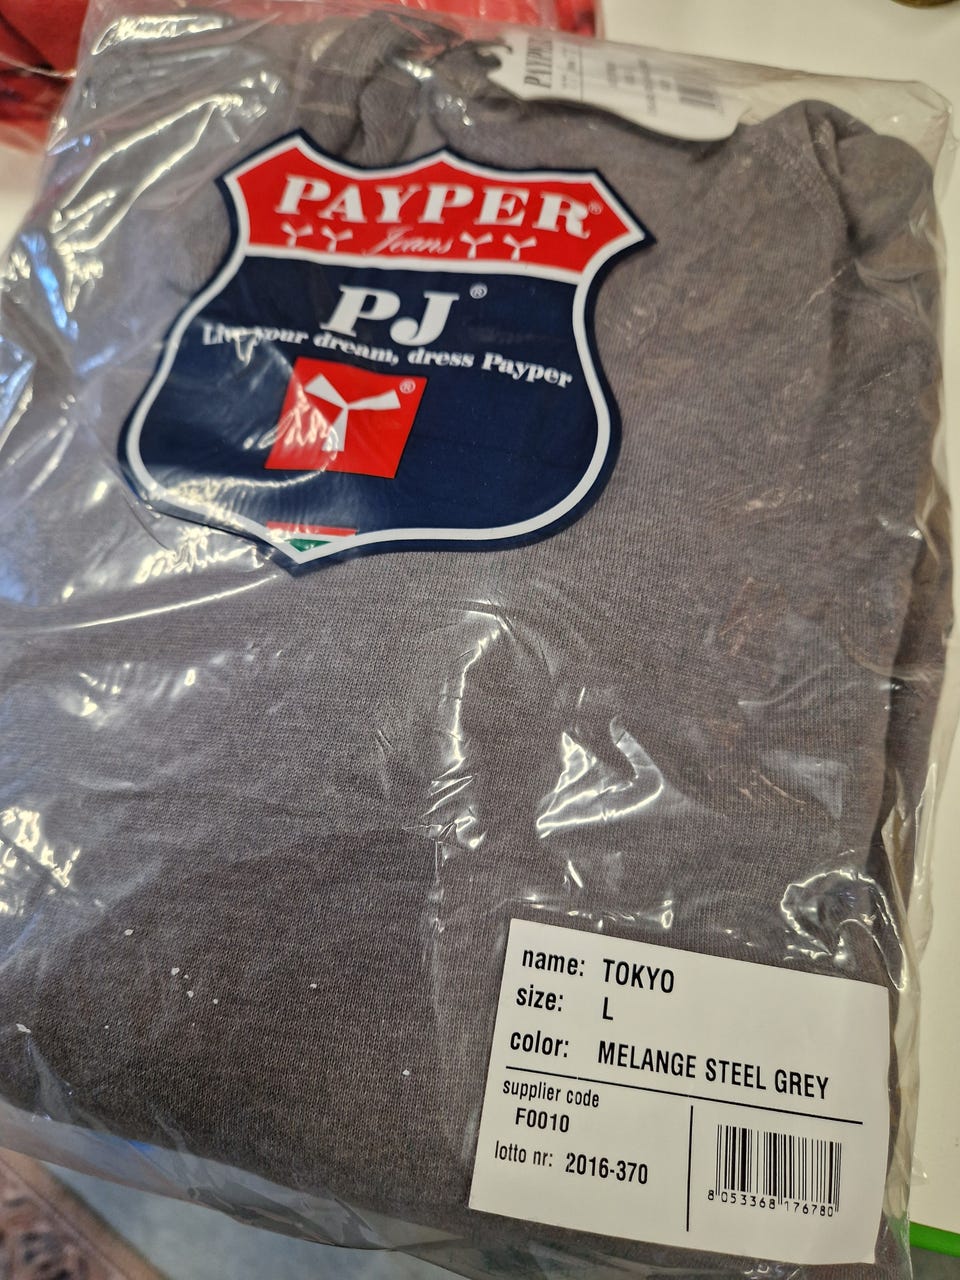 PAYPER
PAYPER®
Jeans
PJ®
Live your dream, dress Payper
®
name: TOKYO
size: L
color: MELANGE STEEL GREY
supplier code
F0010
lotto nr: 2016-370
8 053368 176780